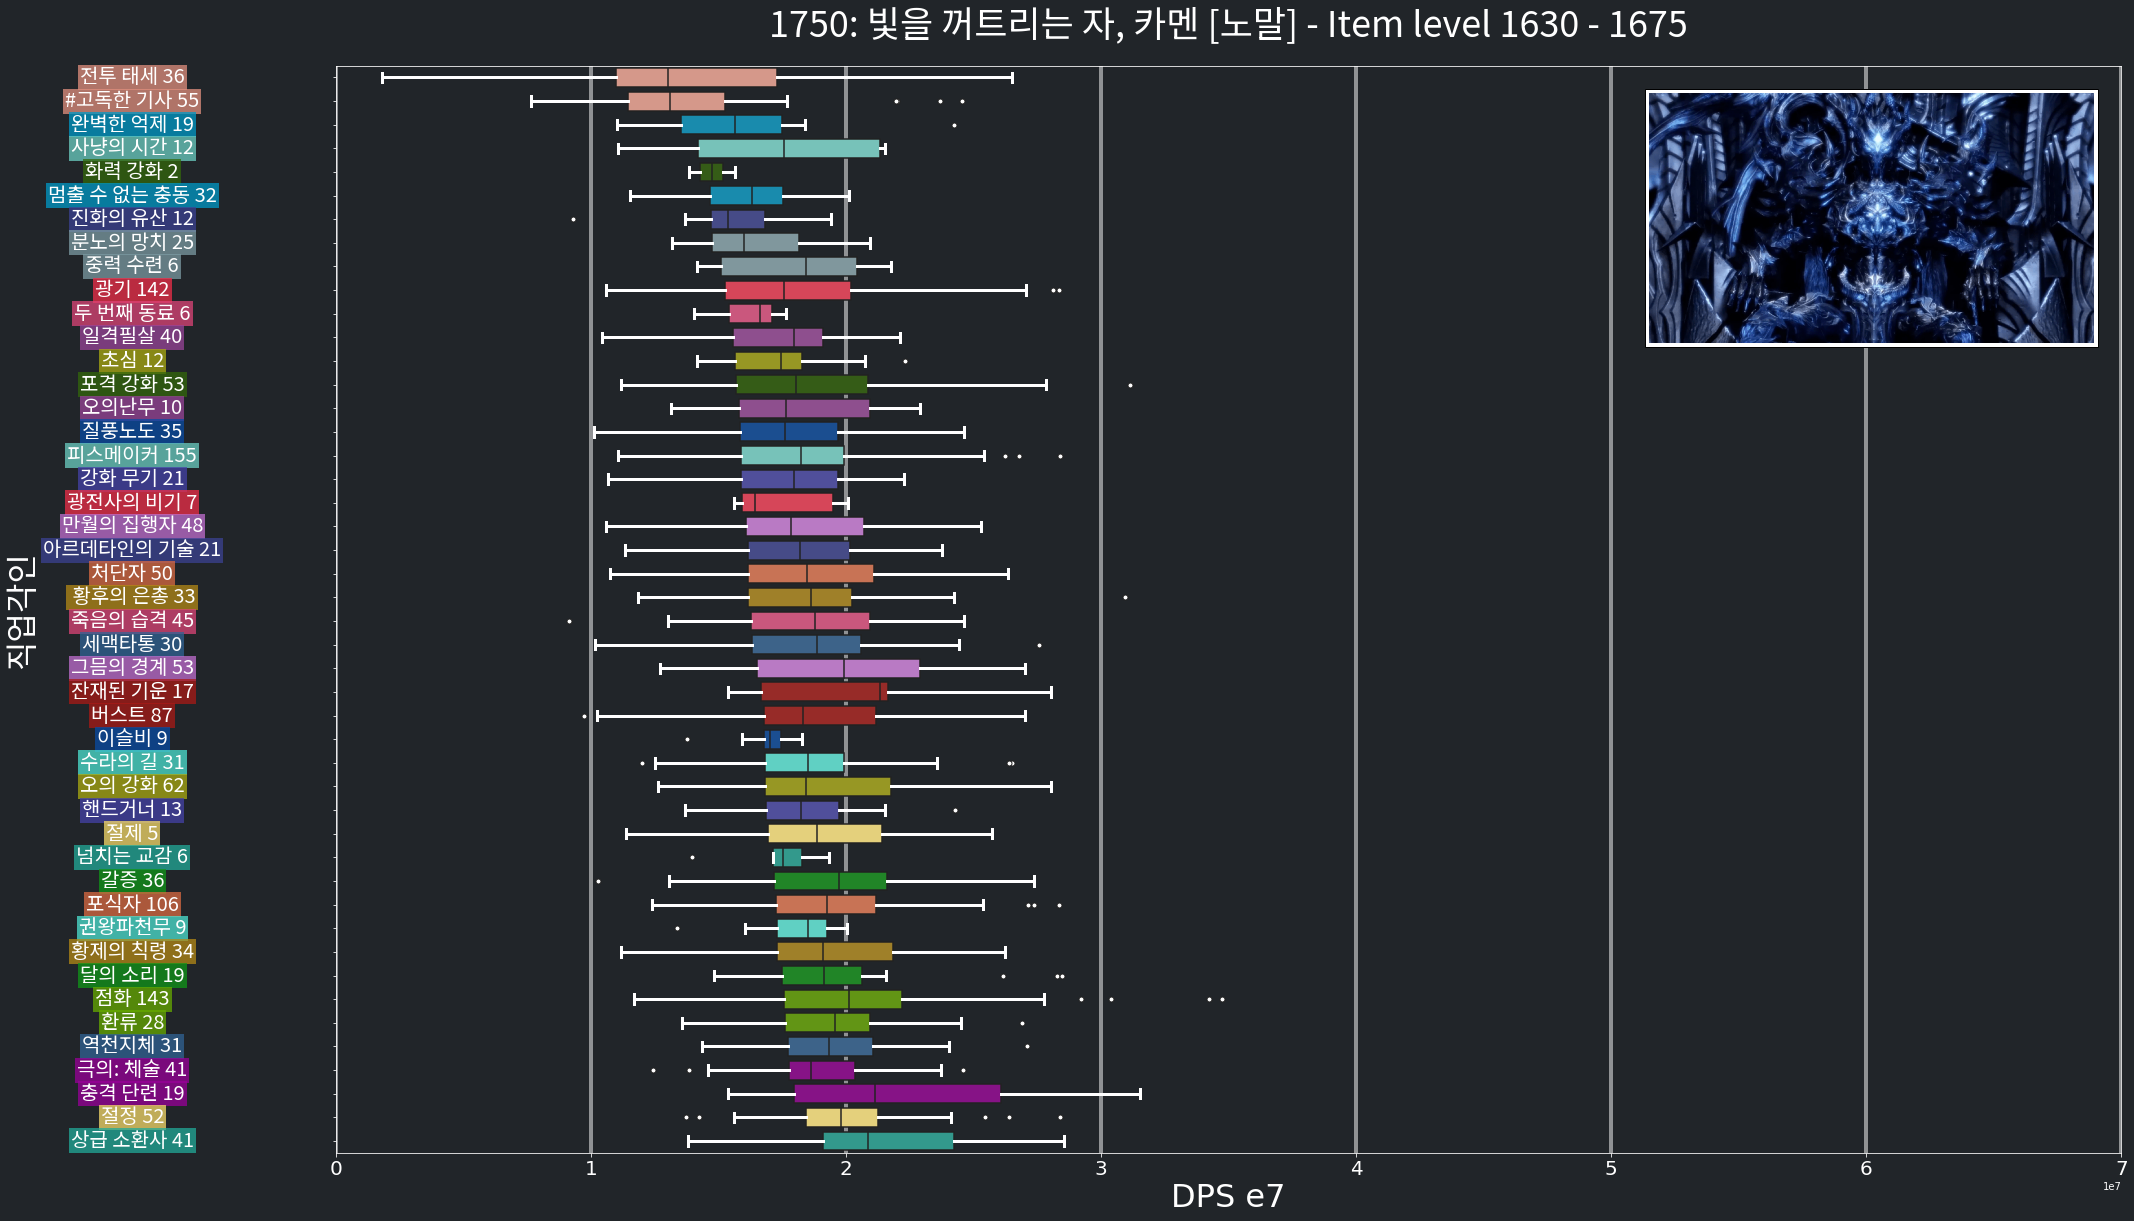 1750: 빛을 꺼트리는 자, 카멘 [노말] - Item level 1630 - 1675
직업각인
전투 태세 36
#고독한 기사 55
완벽한 억제 19
사냥의 시간 12
화력 강화 2
멈출 수 없는 충동 32
진화의 유산 12
분노의 망치 25
중력 수련 6
광기 142
두 번째 동료 6
일격필살 40
초심 12
포격 강화 53
오의난무 10
질풍노도 35
피스메이커 155
강화 무기 21
광전사의 비기 7
만월의 집행자 48
아르데타인의 기술 21
처단자 50
황후의 은총 33
죽음의 습격 45
세맥타통 30
그믐의 경계 53
잔재된 기운 17
버스트 87
이슬비 9
수라의 길 31
오의 강화 62
핸드거너 13
절제 5
넘치는 교감 6
갈증 36
포식자 106
권왕파천무 9
황제의 칙령 34
달의 소리 19
점화 143
환류 28
역천지체 31
극의: 체술 41
충격 단련 19
절정 52
상급 소환사 41
0 1 2 3 4 5 6 7
1e7
DPS e7